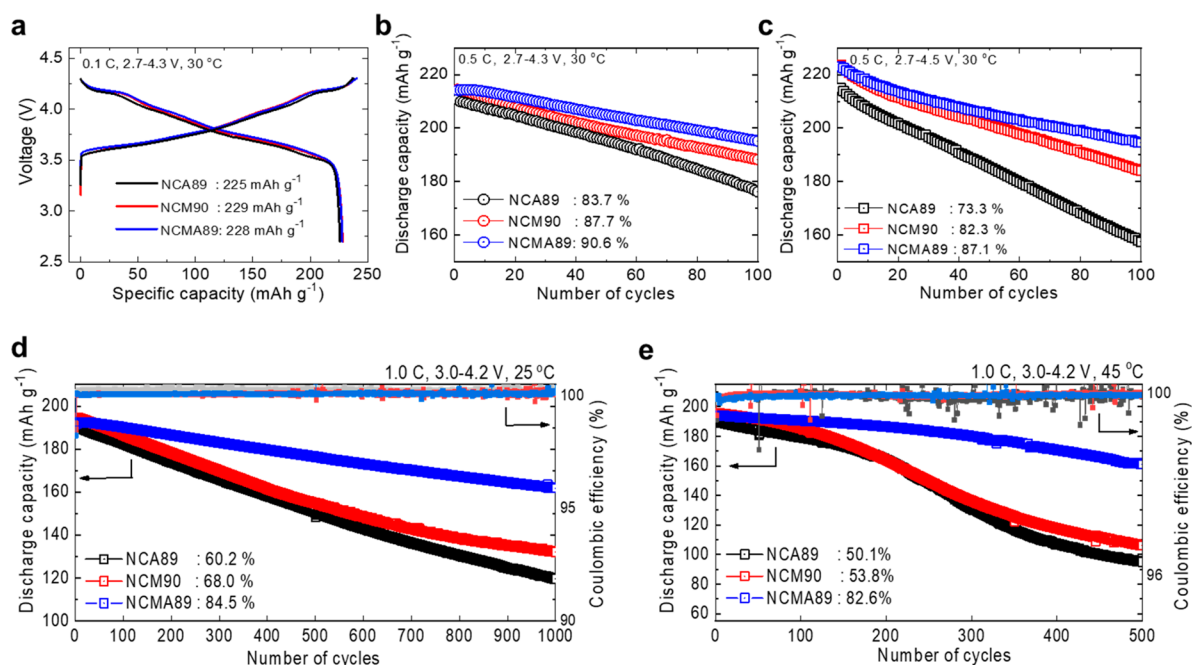 a
0.1 C, 2.7-4.3 V, 30 °C
4.5
4.0
3.5
3.0
2.5
Voltage (V)
NCA89 : 225 mAh g⁻¹
NCM90 : 229 mAh g⁻¹
NCMA89: 228 mAh g⁻¹
0 50 100 150 200 250
Specific capacity (mAh g⁻¹)
b
0.5 C, 2.7-4.3 V, 30 °C
220
200
180
160
Discharge capacity (mAh g⁻¹)
NCA89 : 83.7 %
NCM90 : 87.7 %
NCMA89 : 90.6 %
0 20 40 60 80 100
Number of cycles
c
0.5 C, 2.7-4.5 V, 30 °C
220
200
180
160
Discharge capacity (mAh g⁻¹)
NCA89 : 73.3 %
NCM90 : 82.3 %
NCMA89 : 87.1 %
0 20 40 60 80 100
Number of cycles
d
1.0 C, 3.0-4.2 V, 25 °C
200
190
180
160
140
120
100
Discharge capacity (mAh g⁻¹)
100
95
90
Coulombic efficiency (%)
NCA89 : 60.2 %
NCM90 : 68.0 %
NCMA89 : 84.5 %
0 100 200 300 400 500 600 700 800 900 1000
Number of cycles
e
1.0 C, 3.0-4.2 V, 45 °C
200
180
160
140
120
100
80
60
Discharge capacity (mAh g⁻¹)
100
96
Coulombic efficiency (%)
NCA89 : 50.1%
NCM90 : 53.8%
NCMA89 : 82.6%
0 100 200 300 400 500
Number of cycles